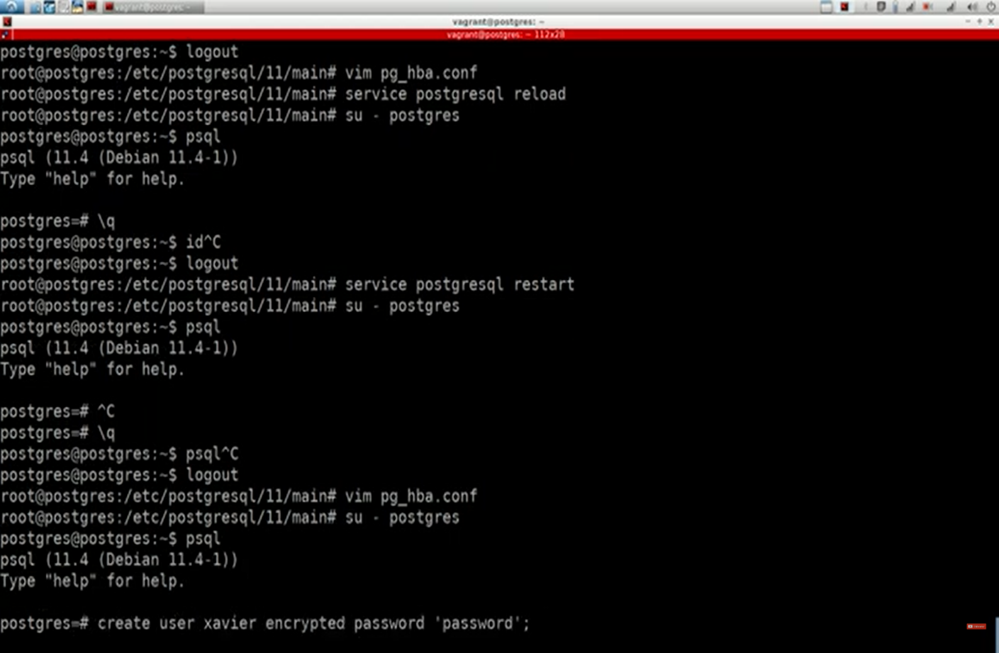 vagrant@postgres: ~
vagrant@postgres: ~
vagrant@postgres: ~ 112x28
postgres@postgres:~$ logout
root@postgres:/etc/postgresql/11/main# vim pg_hba.conf
root@postgres:/etc/postgresql/11/main# service postgresql reload
root@postgres:/etc/postgresql/11/main# su - postgres
postgres@postgres:~$ psql
psql (11.4 (Debian 11.4-1))
Type "help" for help.
postgres=# \q
postgres@postgres:~$ id^C
postgres@postgres:~$ logout
root@postgres:/etc/postgresql/11/main# service postgresql restart
root@postgres:/etc/postgresql/11/main# su - postgres
postgres@postgres:~$ psql
psql (11.4 (Debian 11.4-1))
Type "help" for help.
postgres=# ^C
postgres=# \q
postgres@postgres:~$ psql^C
postgres@postgres:~$ logout
root@postgres:/etc/postgresql/11/main# vim pg_hba.conf
root@postgres:/etc/postgresql/11/main# su - postgres
postgres@postgres:~$ psql
psql (11.4 (Debian 11.4-1))
Type "help" for help.
postgres=# create user xavier encrypted password 'password';